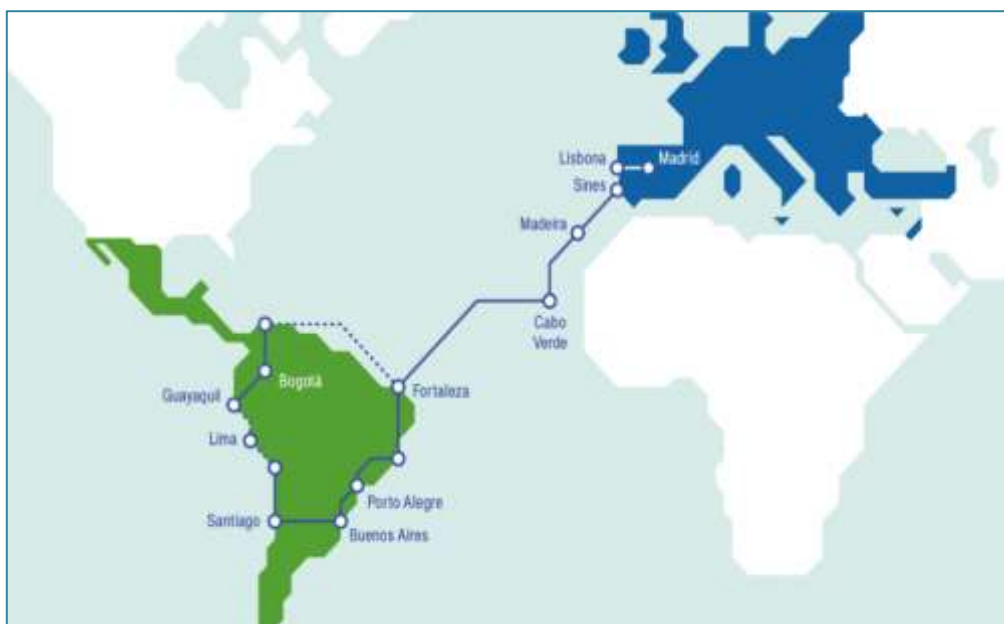 Lisbona
Madrid
Sines
Madeira
Cabo
Verde
Bogotá
Fortaleza
Guayaquil
Lima
Porto Alegre
Santiago
Buenos Aires